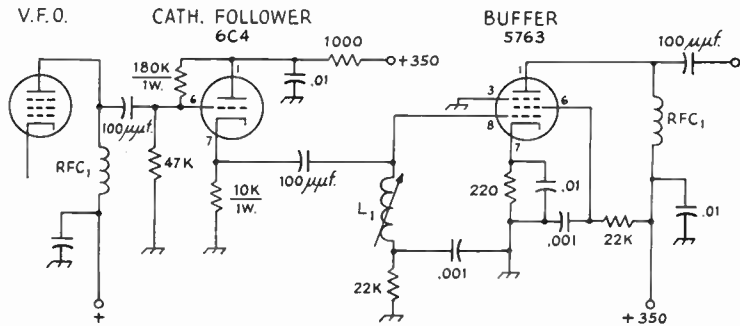 V.F.O.
CATH. FOLLOWER
6C4
BUFFER
5763
180K
1W.
1000
+350
.01
100μμf.
RFC₁
47K
10K
1W.
100μμf.
L₁
22K
.001
220
.01
.001
22K
100μμf.
RFC₁
.01
+
+350
1
6
7
1
3
8
6
7